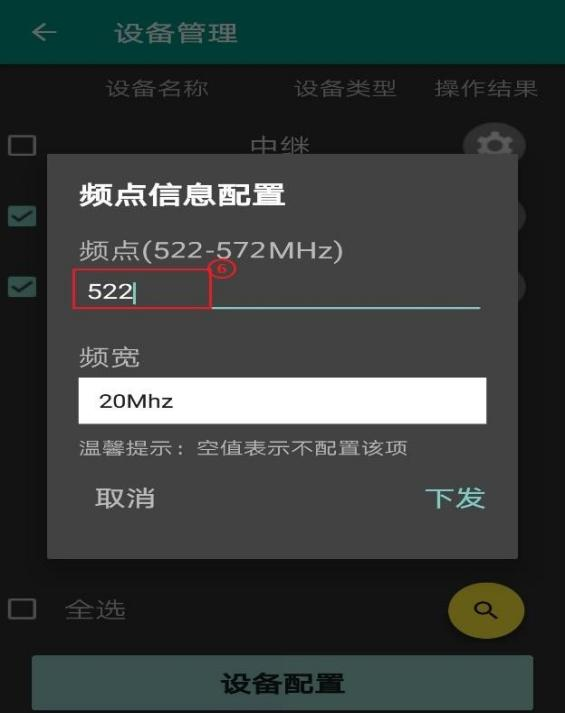 设备管理
设备名称 设备类型 操作结果
中继
频点信息配置
频点(522-572MHz)
6
522
频宽
20Mhz
温馨提示：空值表示不配置该项
取消 下发
全选
设备配置